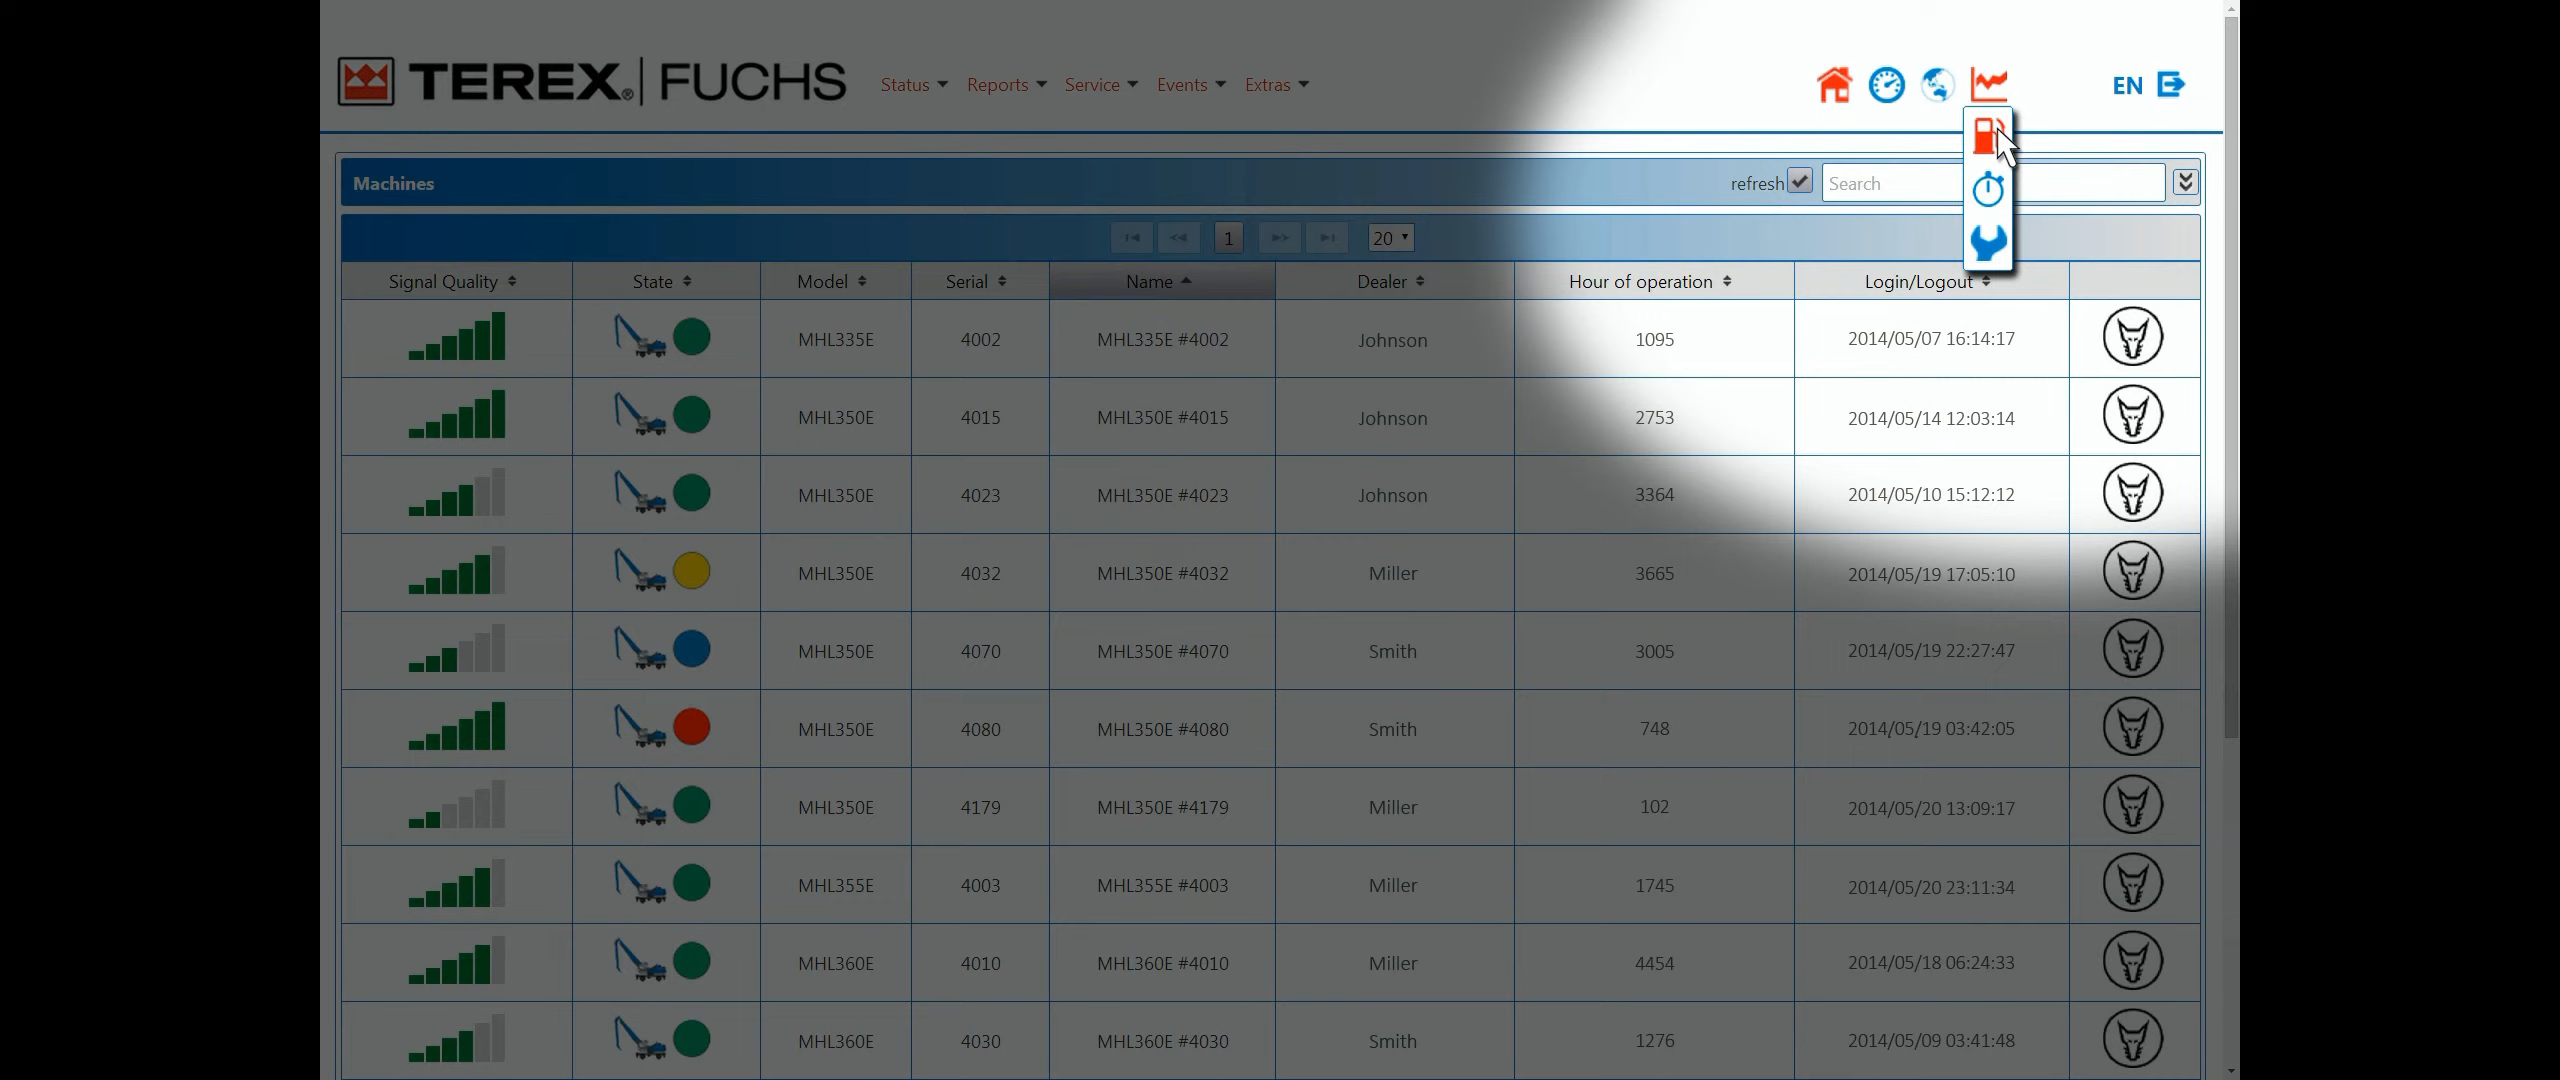 TEREX® | FUCHS Status Reports Service Events Extras EN
Machines refresh Search
1 20
Signal Quality State Model Serial Name Dealer Hour of operation Login/Logout
MHL335E 4002 MHL335E #4002 Johnson 1095 2014/05/07 16:14:17
MHL350E 4015 MHL350E #4015 Johnson 2753 2014/05/14 12:03:14
MHL350E 4023 MHL350E #4023 Johnson 3364 2014/05/10 15:12:12
MHL350E 4032 MHL350E #4032 Miller 3665 2014/05/19 17:05:10
MHL350E 4070 MHL350E #4070 Smith 3005 2014/05/19 22:27:47
MHL350E 4080 MHL350E #4080 Smith 748 2014/05/19 03:42:05
MHL350E 4179 MHL350E #4179 Miller 102 2014/05/20 13:09:17
MHL355E 4003 MHL355E #4003 Miller 1745 2014/05/20 23:11:34
MHL360E 4010 MHL360E #4010 Miller 4454 2014/05/18 06:24:33
MHL360E 4030 MHL360E #4030 Smith 1276 2014/05/09 03:41:48